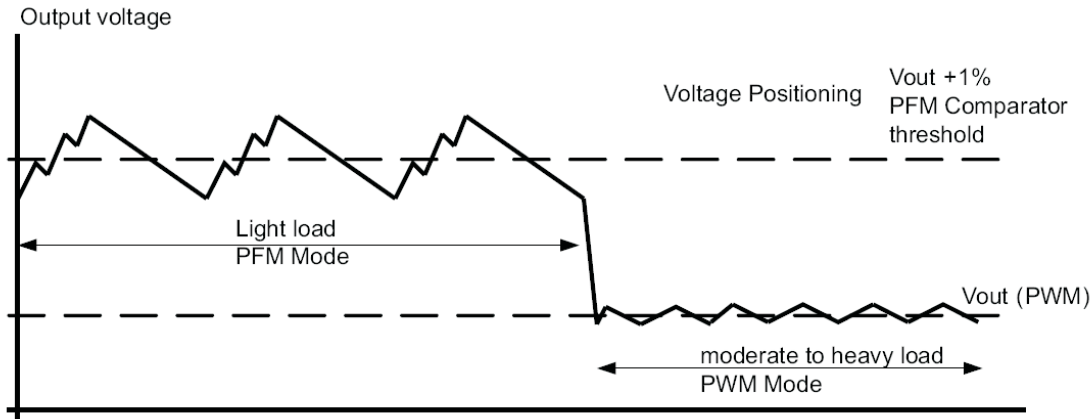 Output voltage
Voltage Positioning
Vout +1%
PFM Comparator
threshold
Light load
PFM Mode
Vout (PWM)
moderate to heavy load
PWM Mode